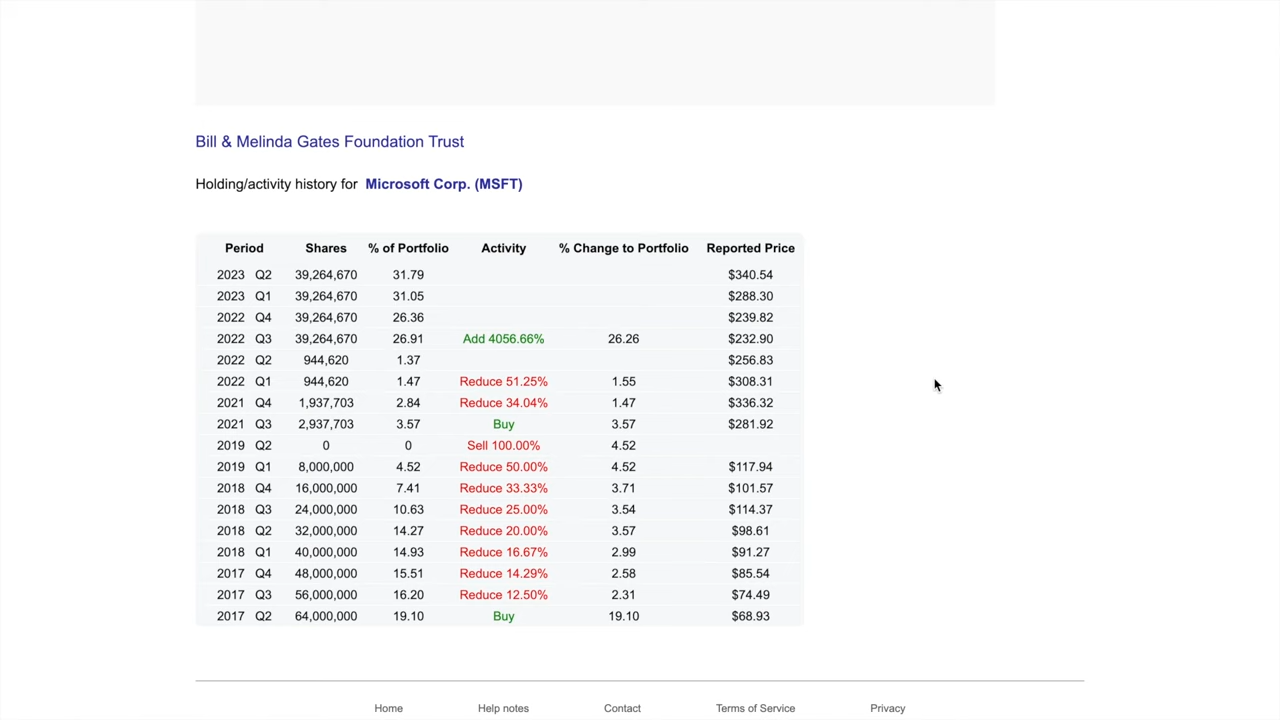 Bill & Melinda Gates Foundation Trust
Holding/activity history for Microsoft Corp. (MSFT)
Period Shares % of Portfolio Activity % Change to Portfolio Reported Price
2023 Q2 39,264,670 31.79 $340.54
2023 Q1 39,264,670 31.05 $288.30
2022 Q4 39,264,670 26.36 $239.82
2022 Q3 39,264,670 26.91 Add 4056.66% 26.26 $232.90
2022 Q2 944,620 1.37 $256.83
2022 Q1 944,620 1.47 Reduce 51.25% 1.55 $308.31
2021 Q4 1,937,703 2.84 Reduce 34.04% 1.47 $336.32
2021 Q3 2,937,703 3.57 Buy 3.57 $281.92
2019 Q2 0 0 Sell 100.00% 4.52
2019 Q1 8,000,000 4.52 Reduce 50.00% 4.52 $117.94
2018 Q4 16,000,000 7.41 Reduce 33.33% 3.71 $101.57
2018 Q3 24,000,000 10.63 Reduce 25.00% 3.54 $114.37
2018 Q2 32,000,000 14.27 Reduce 20.00% 3.57 $98.61
2018 Q1 40,000,000 14.93 Reduce 16.67% 2.99 $91.27
2017 Q4 48,000,000 15.51 Reduce 14.29% 2.58 $85.54
2017 Q3 56,000,000 16.20 Reduce 12.50% 2.31 $74.49
2017 Q2 64,000,000 19.10 Buy 19.10 $68.93
Home Help notes Contact Terms of Service Privacy